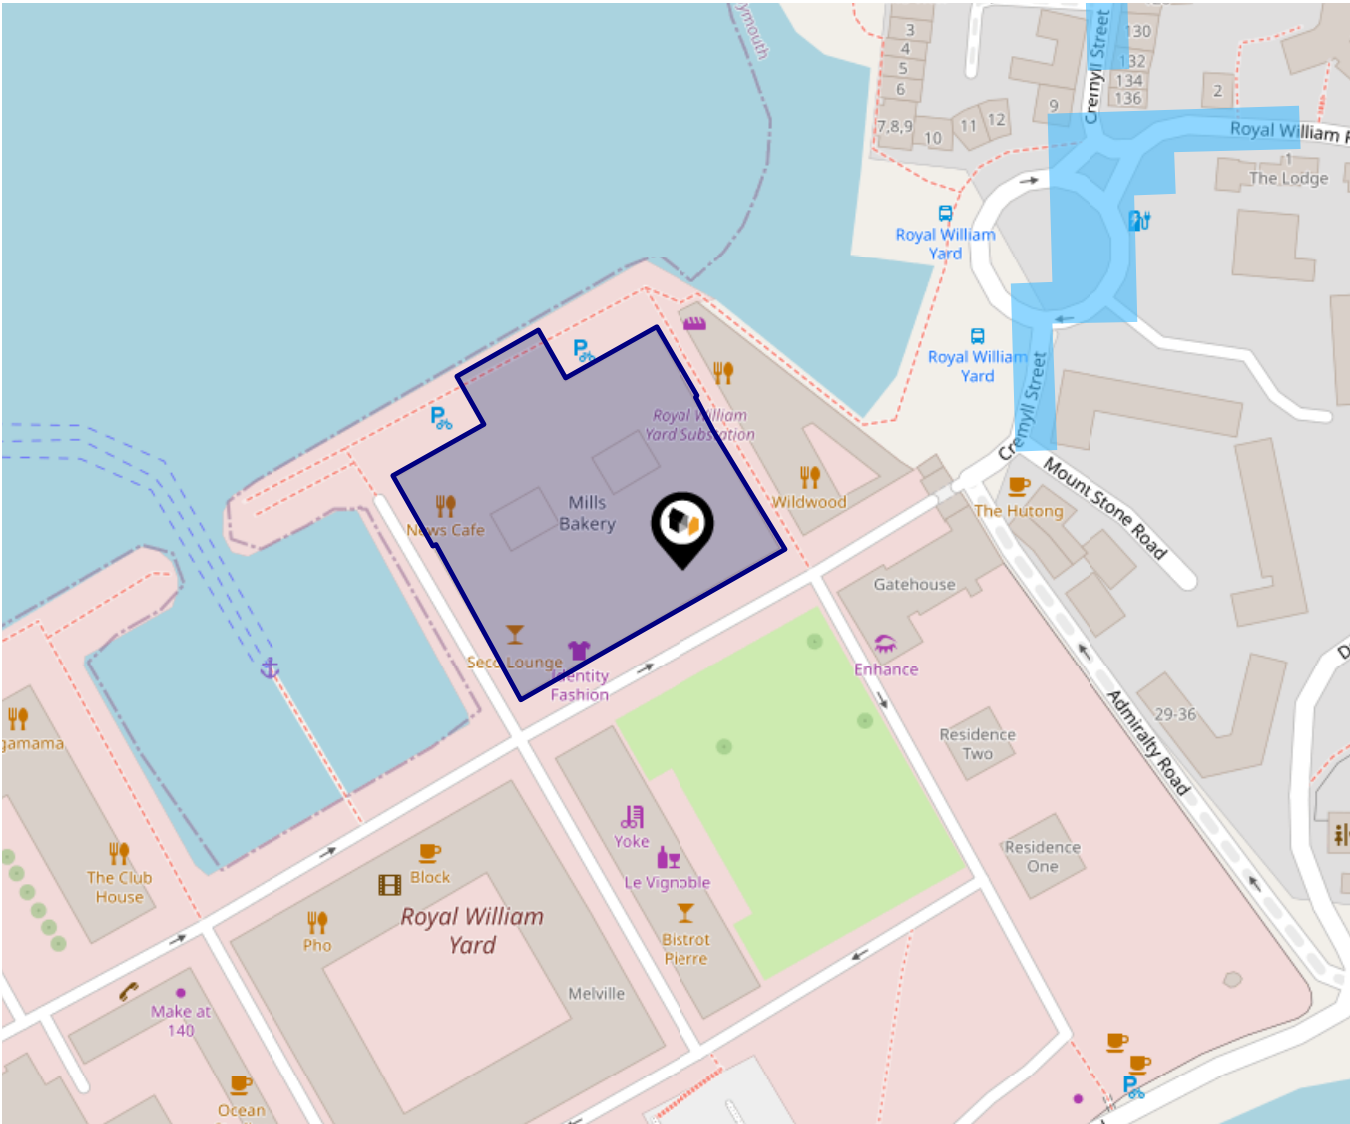 ymouth
3
4
5
6
7,8,9
10
11
12
9
130
132
134
136
2
Cremyll Street
Royal William R
1
The Lodge
Royal William
Yard
Royal William
Yard
Cremyll Street
Royal William
Yard Substation
Wildwood
Mills
Bakery
News Cafe
The Hutong
Mount Stone Road
Gatehouse
Seco Lounge
Identity
Fashion
Enhance
Admiralty Road
29-36
D
Residence
Two
gamama
Yoke
Le Vignoble
Residence
One
The Club
House
Block
Royal William
Yard
Pho
Bistrot
Pierre
Melville
Make at
140
Ocean